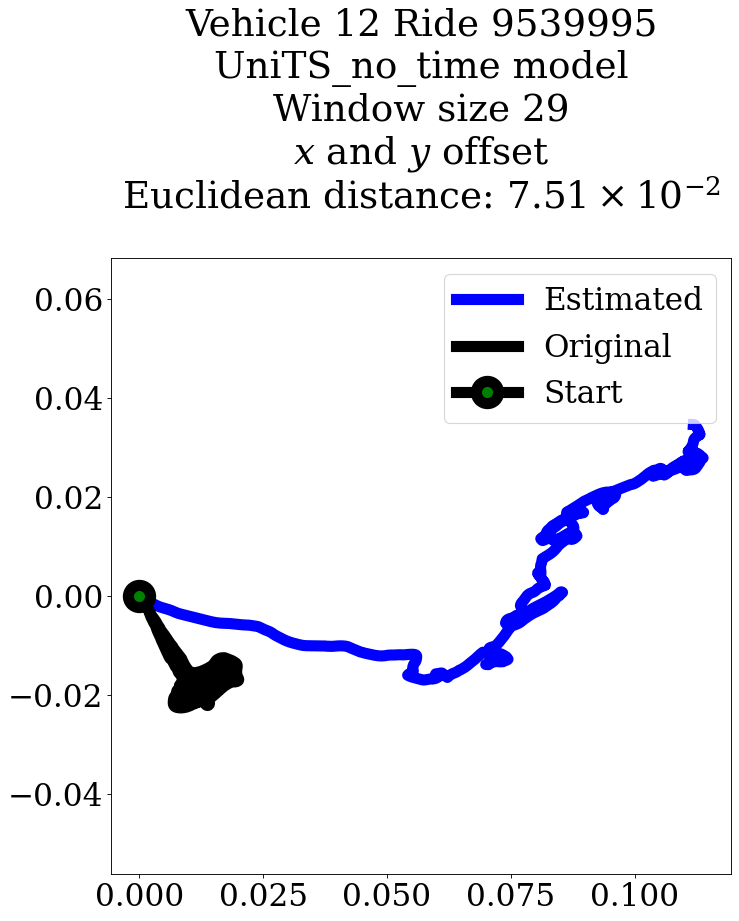 Vehicle 12 Ride 9539995
UniTS_no_time model
Window size 29
x and y offset
Euclidean distance: 7.51 × 10⁻²
Estimated
Original
Start
0.06
0.04
0.02
0.00
−0.02
−0.04
0.000 0.025 0.050 0.075 0.100